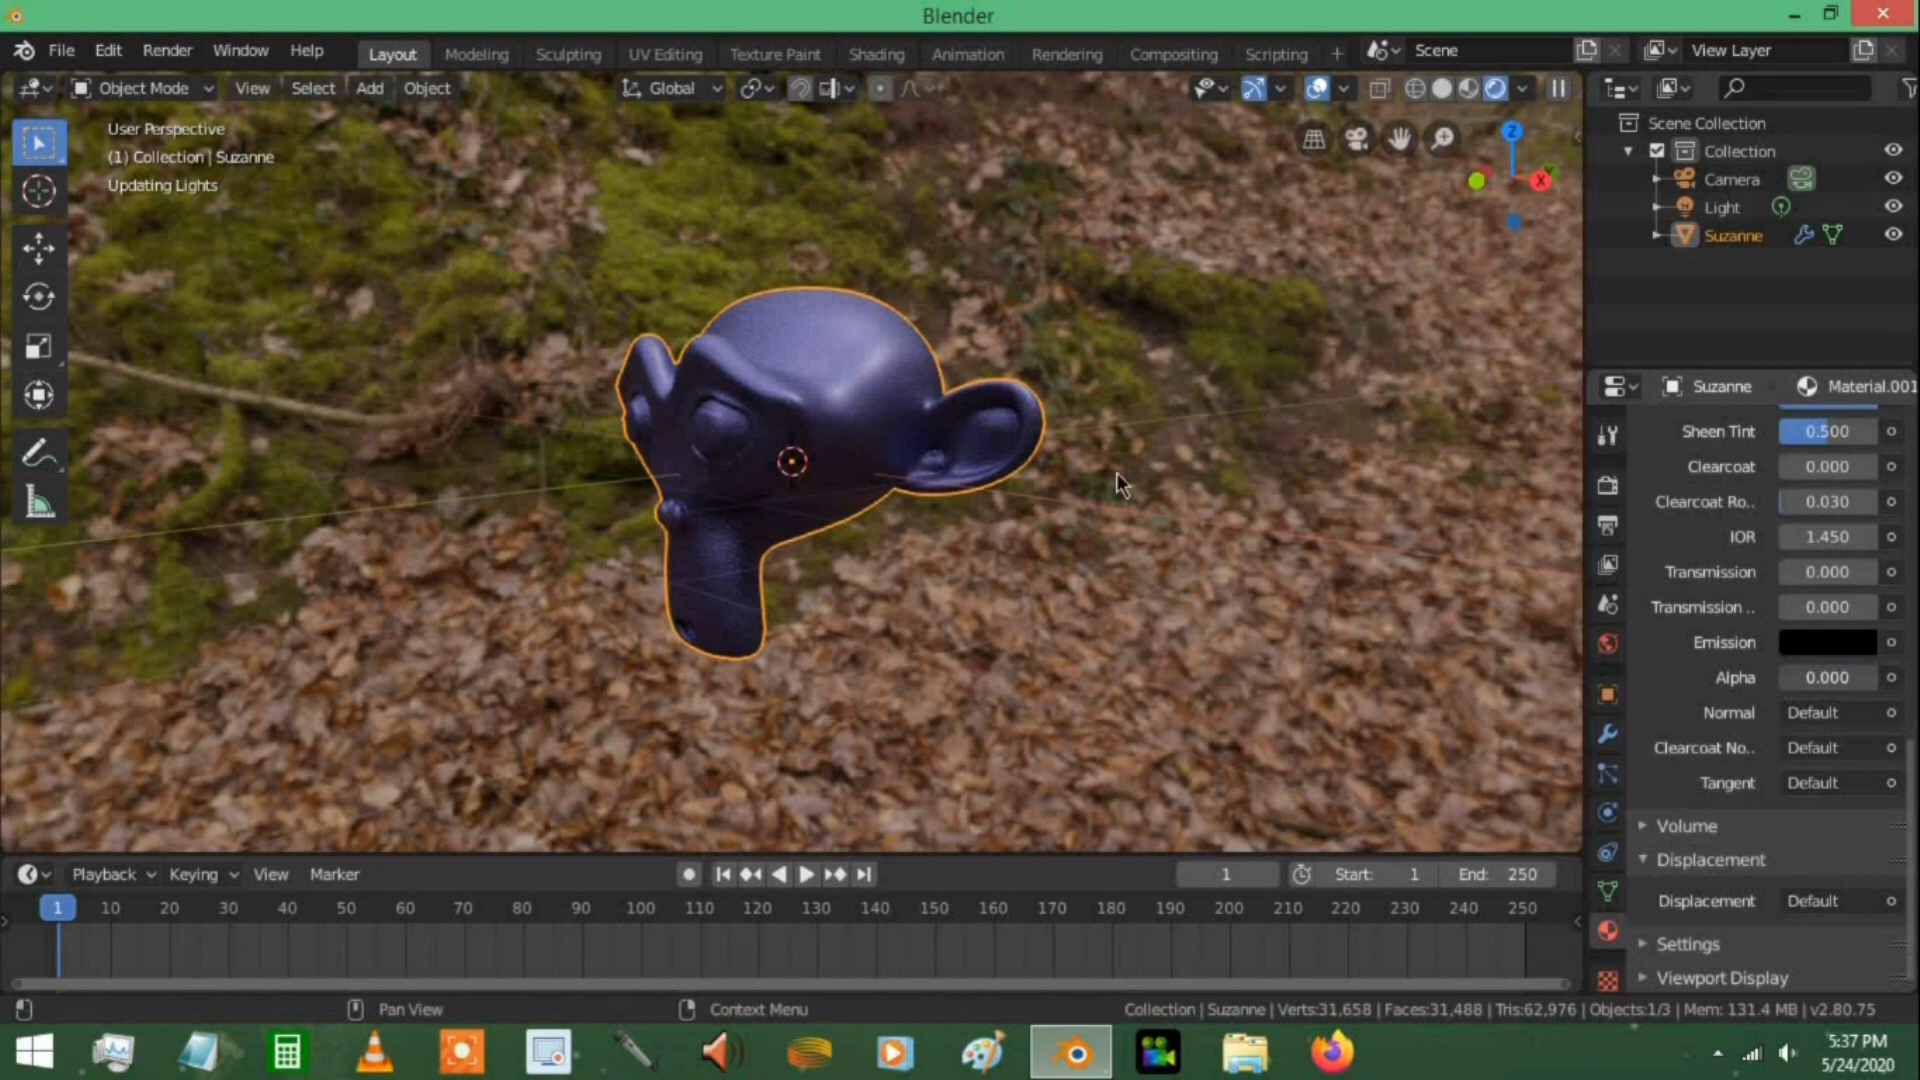 Blender
File Edit Render Window Help Layout Modeling Sculpting UV Editing Texture Paint Shading Animation Rendering Compositing Scripting + Scene View Layer
Object Mode View Select Add Object Global
User Perspective
(1) Collection | Suzanne
Updating Lights
Z
X
Y
Scene Collection
Collection
Camera
Light
Suzanne
Suzanne Material.001
Sheen Tint 0.500
Clearcoat 0.000
Clearcoat Ro.. 0.030
IOR 1.450
Transmission 0.000
Transmission .. 0.000
Emission
Alpha 0.000
Normal Default
Clearcoat No.. Default
Tangent Default
Volume
Displacement
Displacement Default
Settings
Viewport Display
Playback Keying View Marker 1 Start: 1 End: 250
1 10 20 30 40 50 60 70 80 90 100 110 120 130 140 150 160 170 180 190 200 210 220 230 240 250
Pan View Context Menu Collection | Suzanne | Verts:31,658 | Faces:31,488 | Tris:62,976 | Objects:1/3 | Mem: 131.4 MB | v2.80.75
5:37 PM
5/24/2020